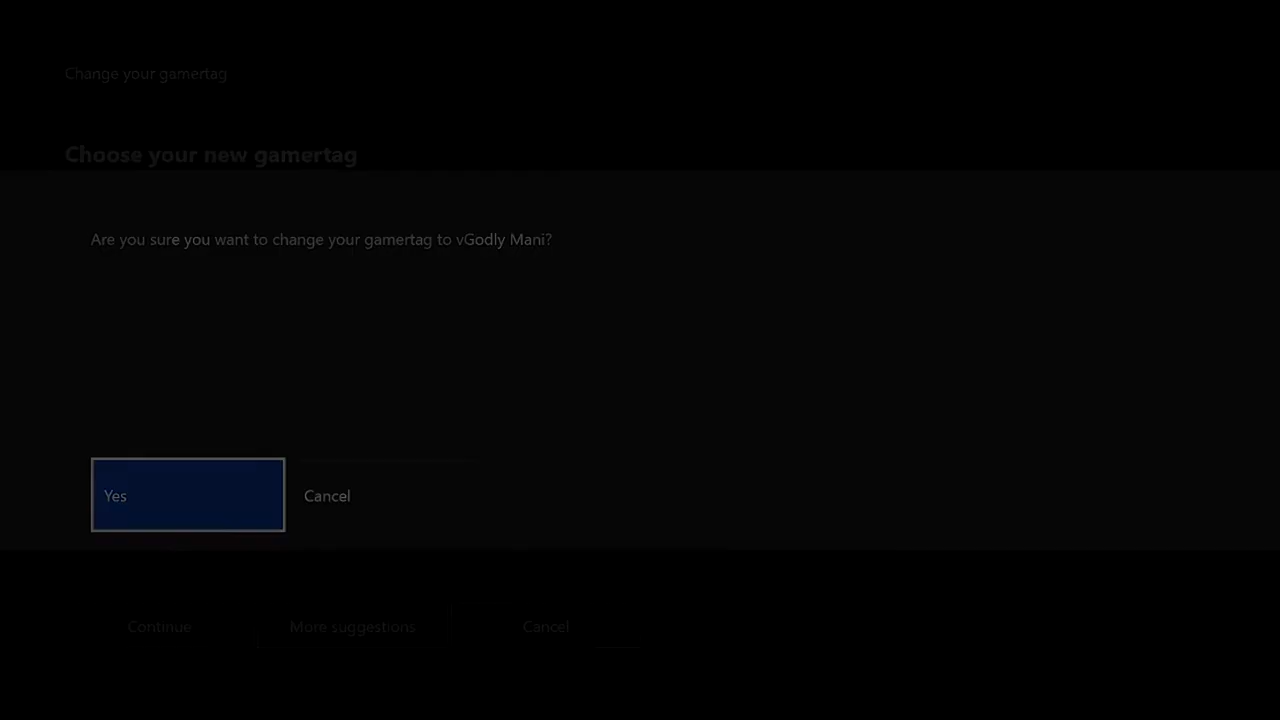 Change your gamertag
Choose your new gamertag
Are you sure you want to change your gamertag to vGodly Mani?
Yes
Cancel
Continue
More suggestions
Cancel